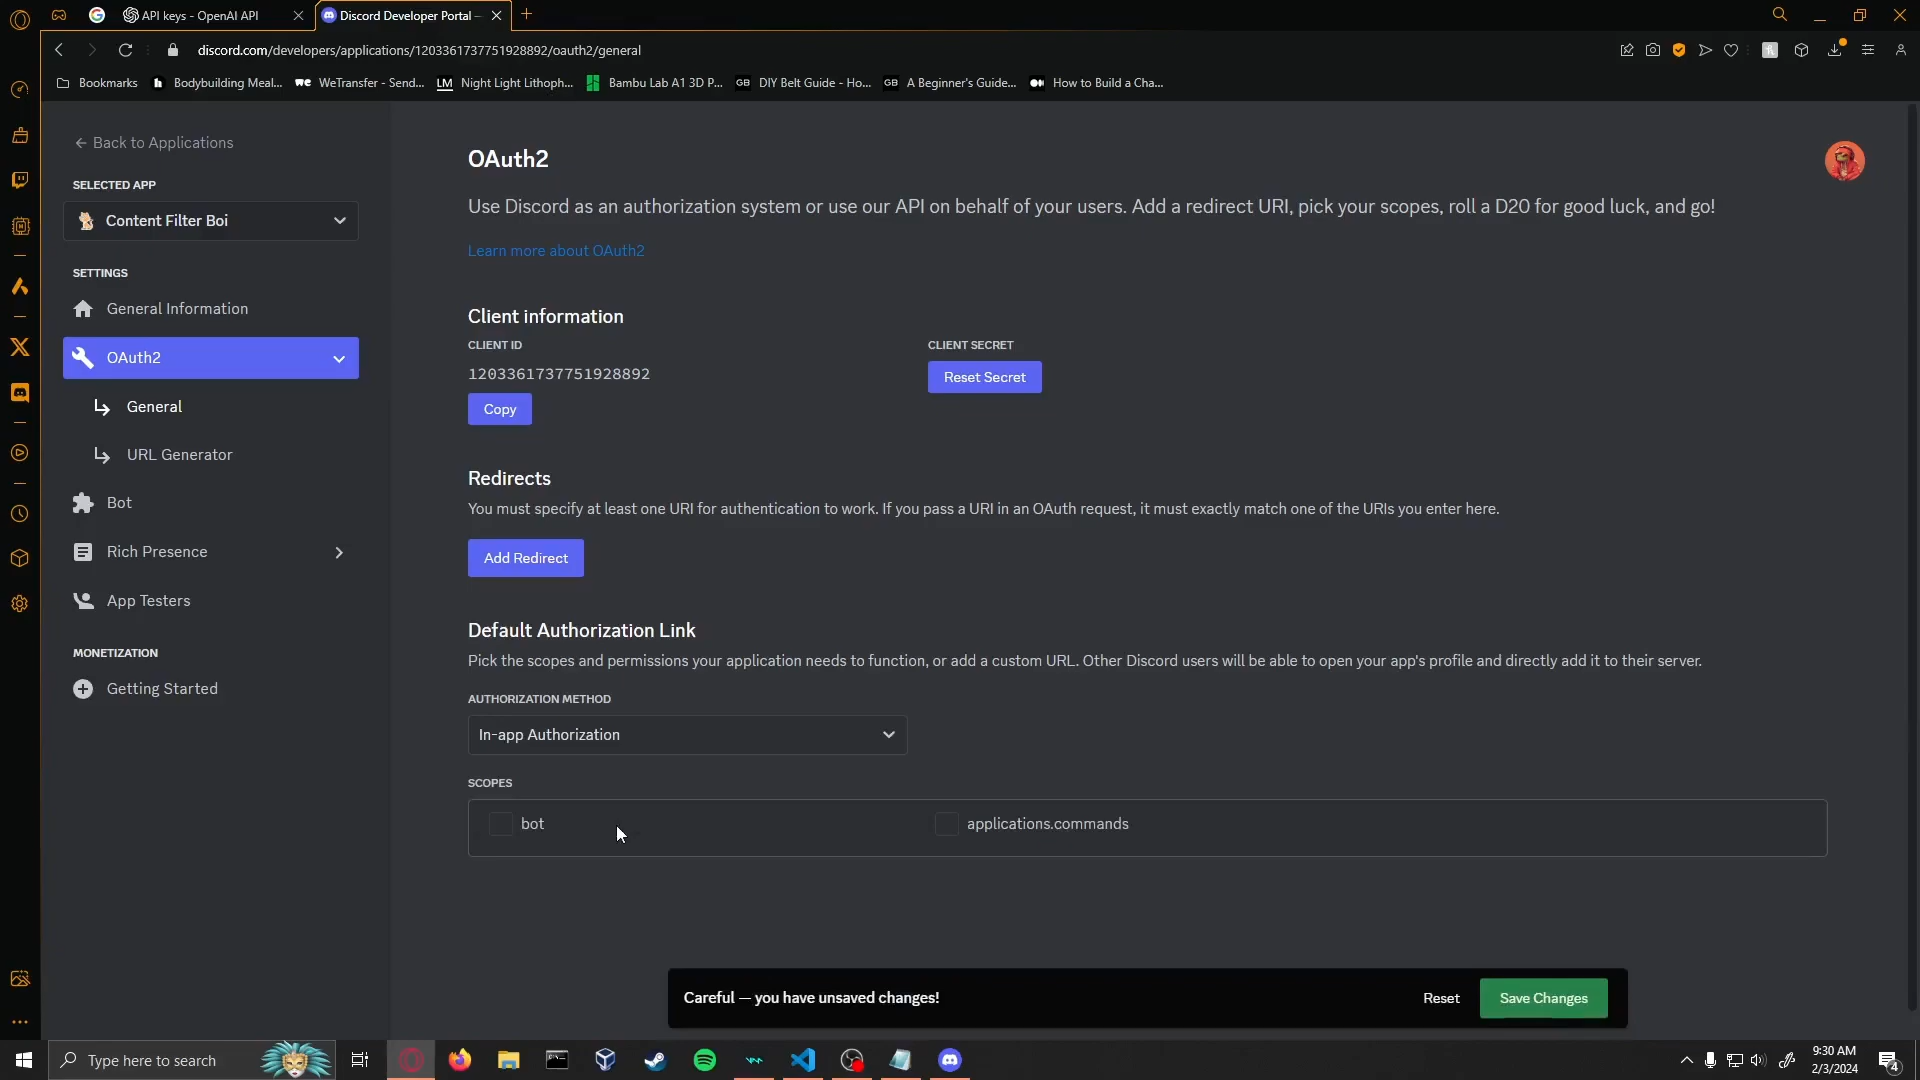 API keys - OpenAI API
Discord Developer Portal –
discord.com/developers/applications/1203361737751928892/oauth2/general
Bookmarks
h Bodybuilding Meal...
we WeTransfer - Send...
LM Night Light Lithoph...
Bambu Lab A1 3D P...
GB DIY Belt Guide - Ho...
GB A Beginner's Guide...
How to Build a Cha...
← Back to Applications
SELECTED APP
Content Filter Boi
SETTINGS
General Information
OAuth2
General
URL Generator
Bot
Rich Presence
App Testers
MONETIZATION
Getting Started
OAuth2
Use Discord as an authorization system or use our API on behalf of your users. Add a redirect URI, pick your scopes, roll a D20 for good luck, and go!
Learn more about OAuth2
Client information
CLIENT ID
1203361737751928892
Copy
CLIENT SECRET
Reset Secret
Redirects
You must specify at least one URI for authentication to work. If you pass a URI in an OAuth request, it must exactly match one of the URIs you enter here.
Add Redirect
Default Authorization Link
Pick the scopes and permissions your application needs to function, or add a custom URL. Other Discord users will be able to open your app's profile and directly add it to their server.
AUTHORIZATION METHOD
In-app Authorization
SCOPES
bot
applications.commands
Careful — you have unsaved changes!
Reset
Save Changes
Type here to search
9:30 AM
2/3/2024
4